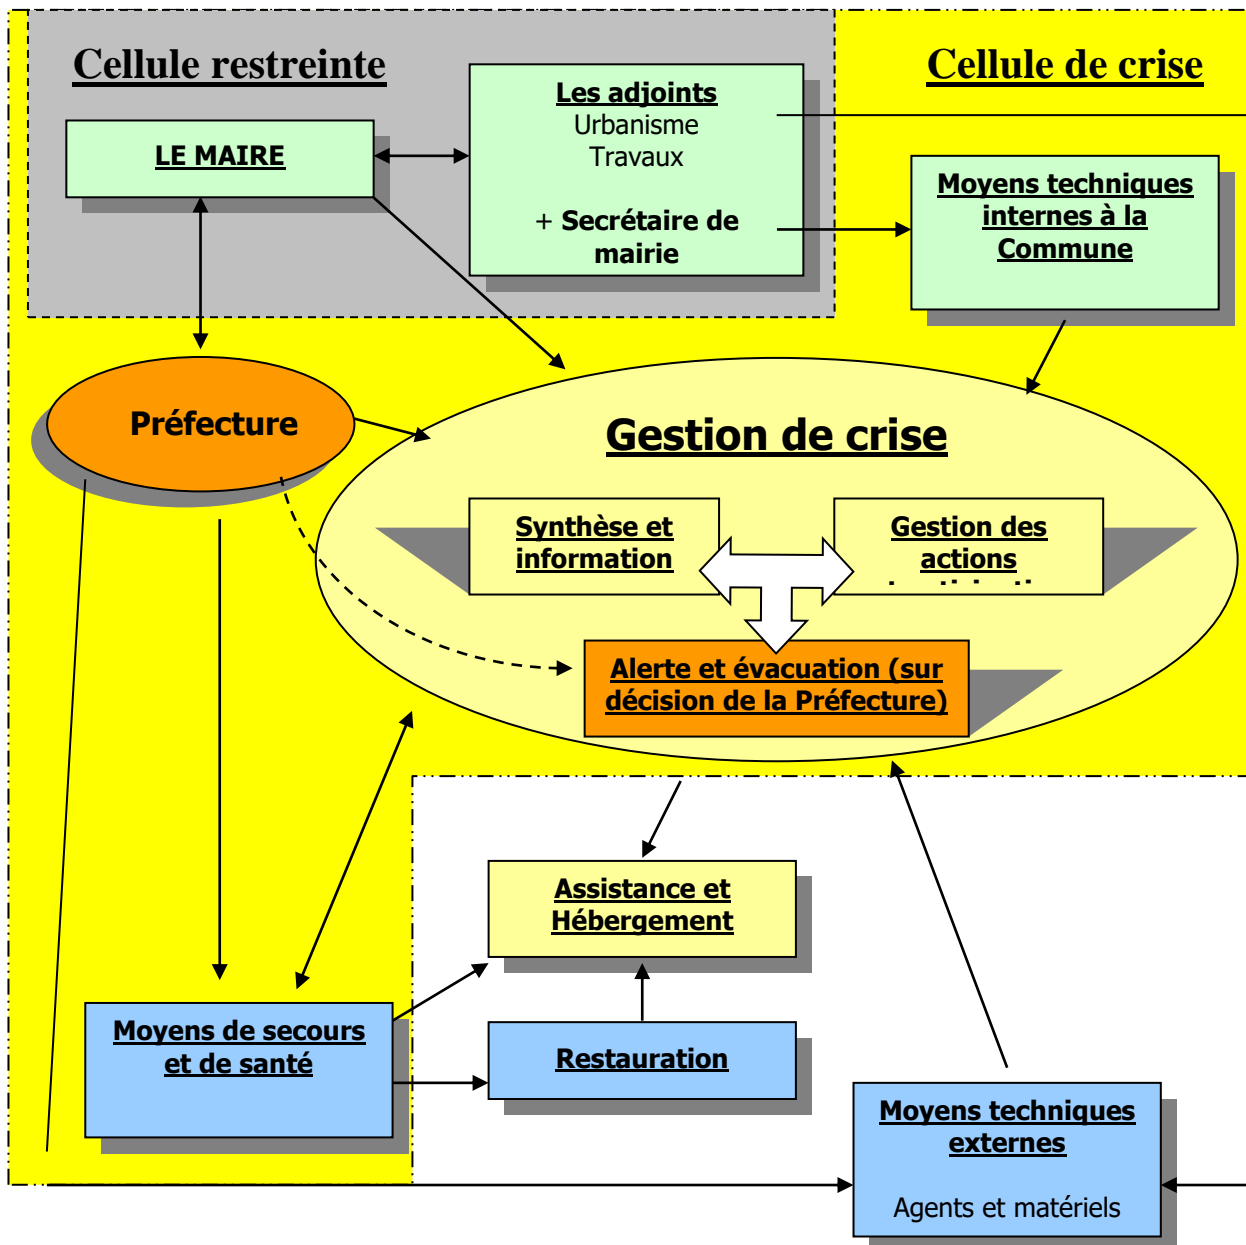 Cellule restreinte
Cellule de crise
Les adjoints
Urbanisme
Travaux
+ Secrétaire de
mairie
LE MAIRE
Moyens techniques
internes à la
Commune
Préfecture
Gestion de crise
Synthèse et
information
Gestion des
actions
Alerte et évacuation (sur
décision de la Préfecture)
Assistance et
Hébergement
Moyens de secours
et de santé
Restauration
Moyens techniques
externes
Agents et matériels